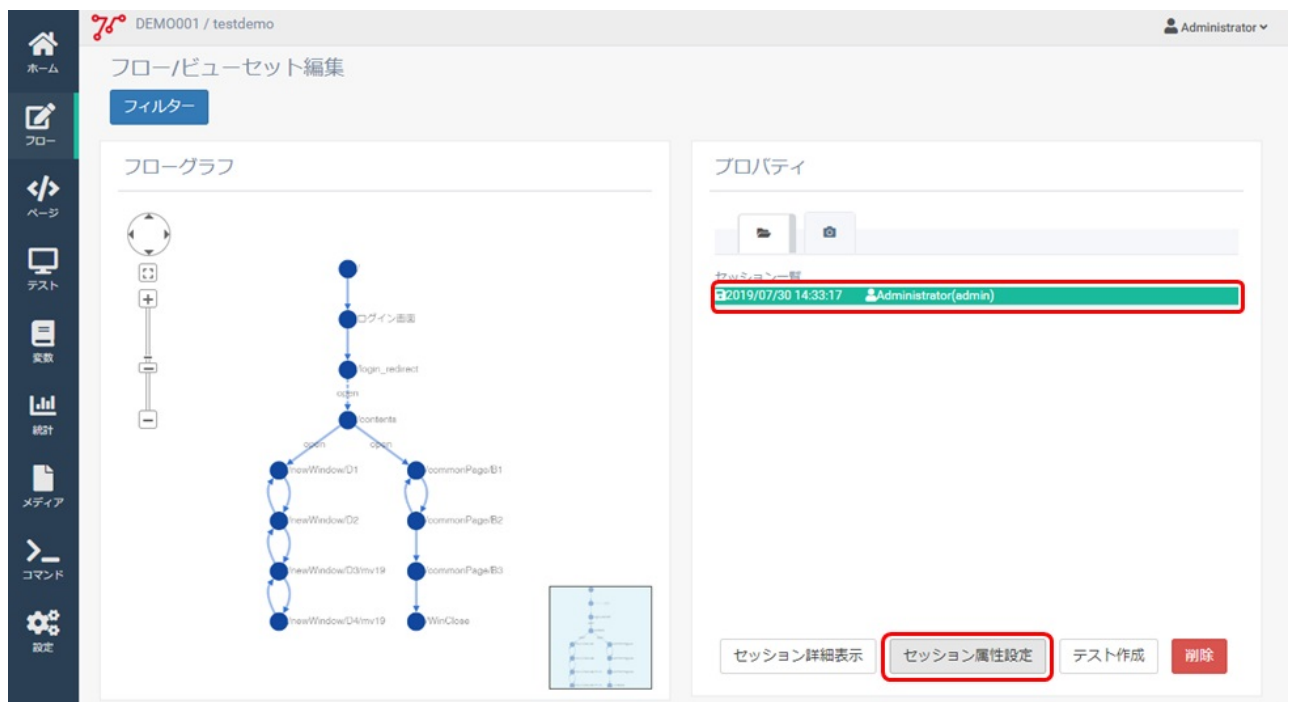 DEMO001 / testdemo
Administrator
ホーム
フロー
ページ
テスト
変数
統計
メディア
コマンド
設定
フロー/ビューセット編集
フィルター
フローグラフ
/
ログイン画面
/login_redirect
open
/contents
open
open
/newWindow/D1
/commonPage/B1
/newWindow/D2
/commonPage/B2
/newWindow/D3/mv19
/commonPage/B3
/newWindow/D4/mv19
/WinClose
プロパティ
セッション一覧
2019/07/30 14:33:17 Administrator(admin)
セッション詳細表示
セッション属性設定
テスト作成
削除